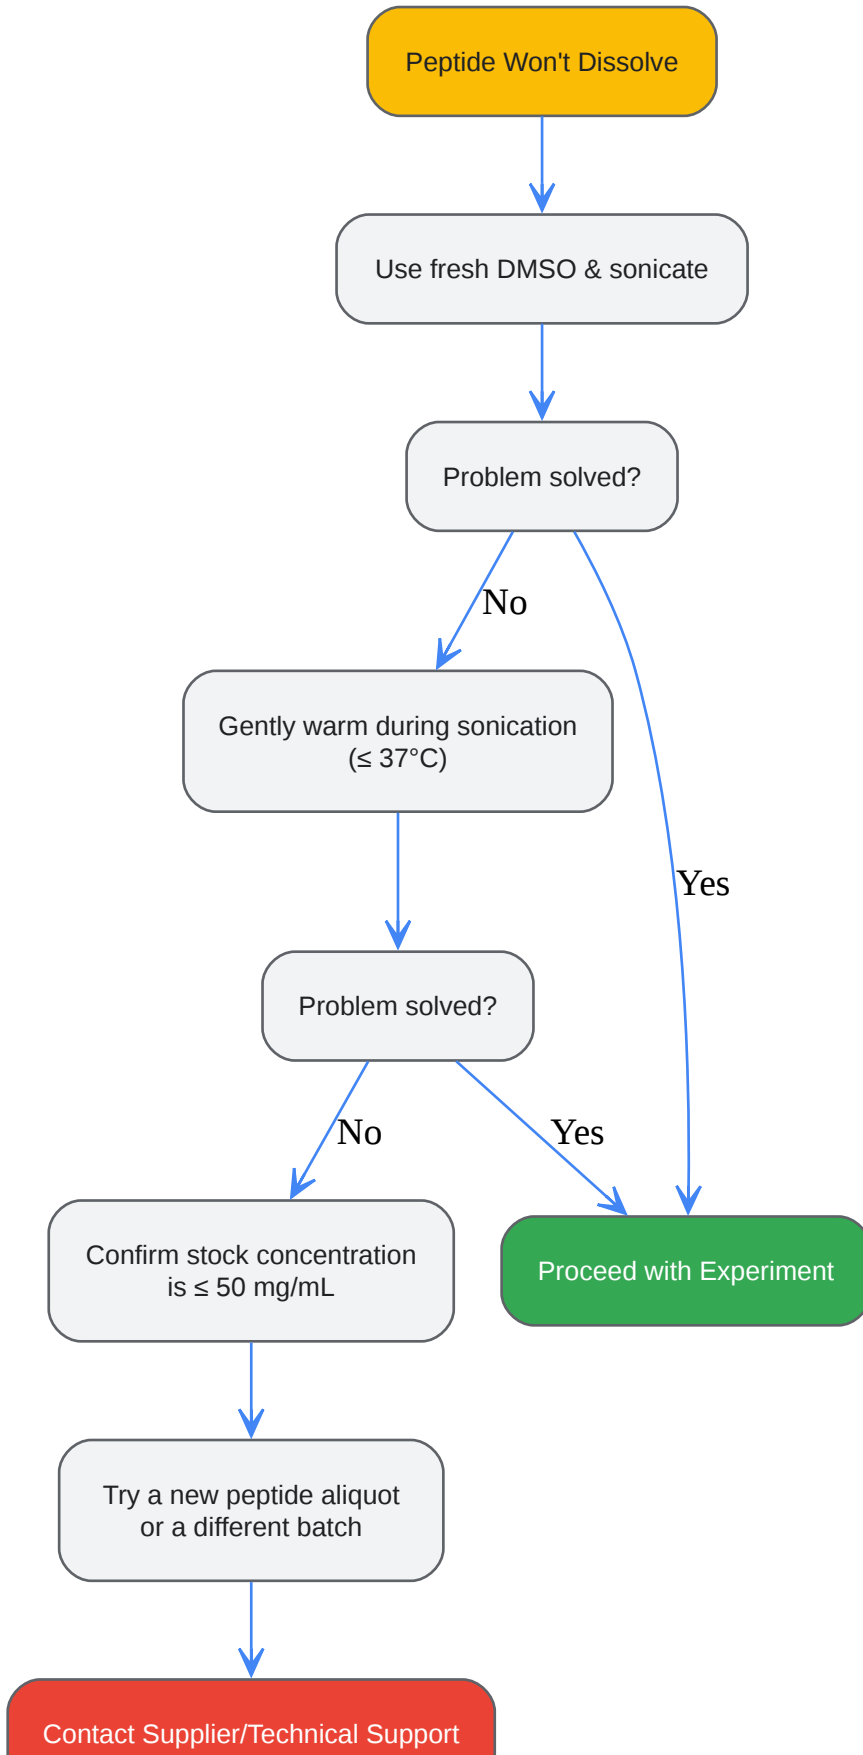 Peptide Won't Dissolve
Use fresh DMSO & sonicate
Problem solved?
No
Gently warm during sonication
(≤ 37°C)
Yes
Problem solved?
No
Yes
Confirm stock concentration
is ≤ 50 mg/mL
Proceed with Experiment
Try a new peptide aliquot
or a different batch
Contact Supplier/Technical Support